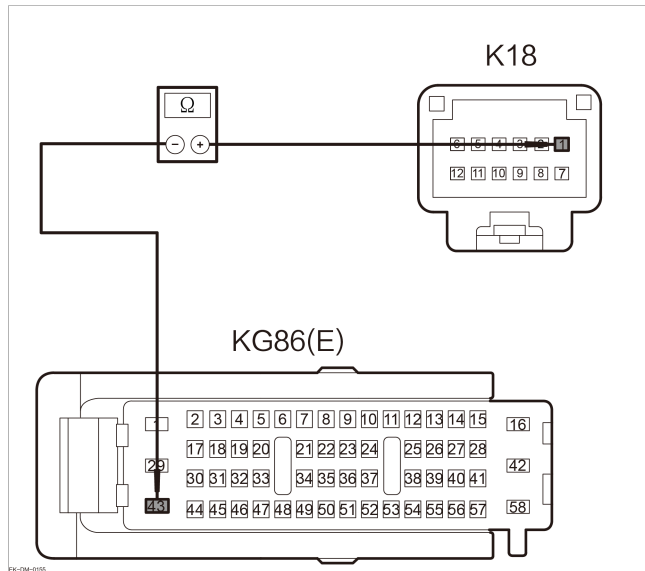 K18
Ω
− +
6 5 4 3 2 1
12 11 10 9 8 7
KG86(E)
1 2 3 4 5 6 7 8 9 10 11 12 13 14 15 16
17 18 19 20 21 22 23 24 25 26 27 28
29 42
30 31 32 33 34 35 36 37 38 39 40 41
43 44 45 46 47 48 49 50 51 52 53 54 55 56 57 58
EK-DM-0155